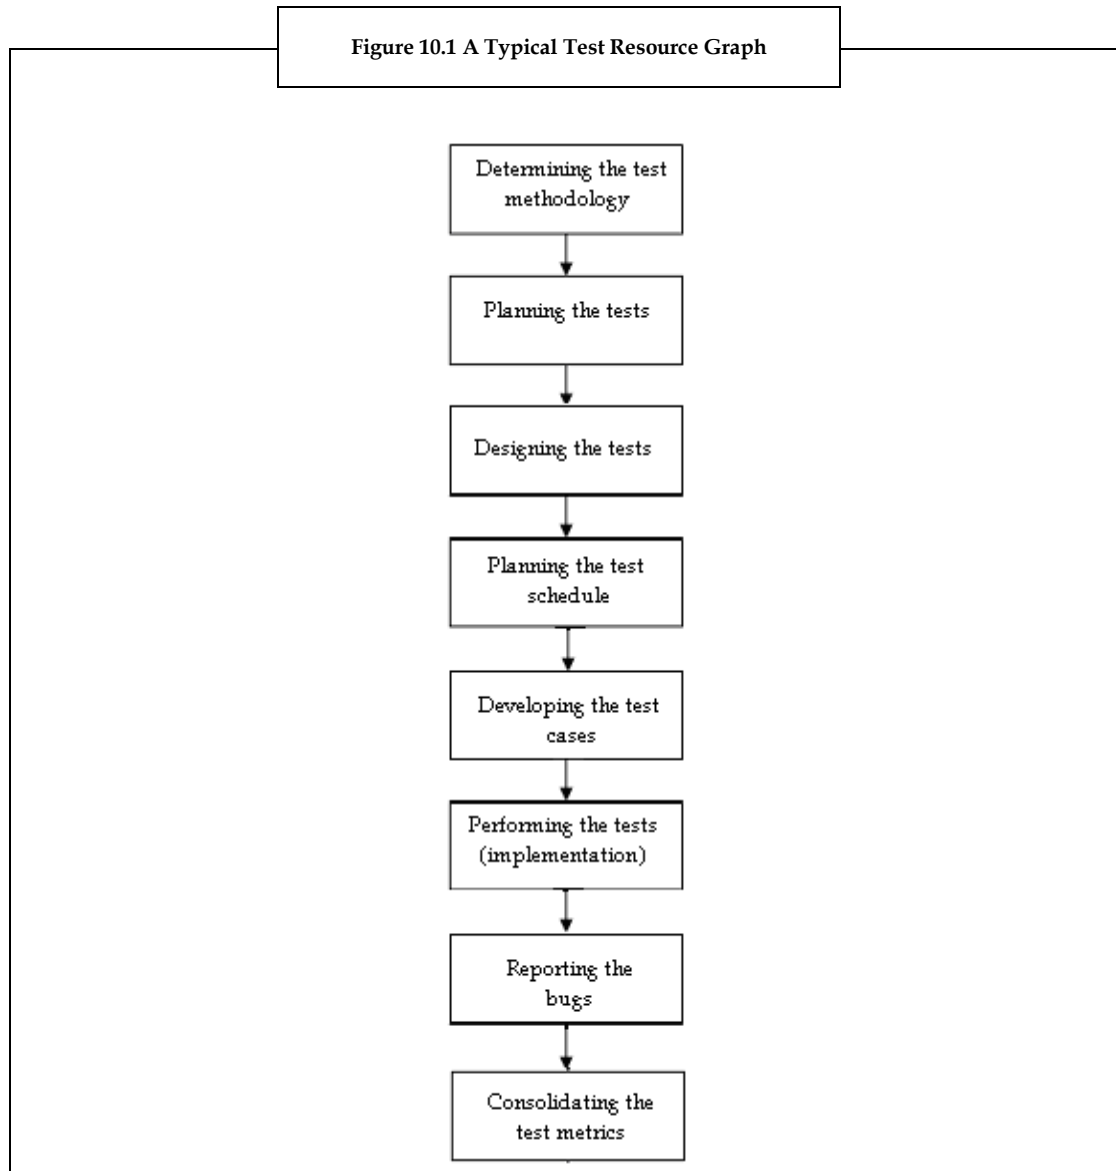 Figure 10.1 A Typical Test Resource Graph
Determining the test
methodology
Planning the tests
Designing the tests
Planning the test
schedule
Developing the test
cases
Performing the tests
(implementation)
Reporting the
bugs
Consolidating the
test metrics